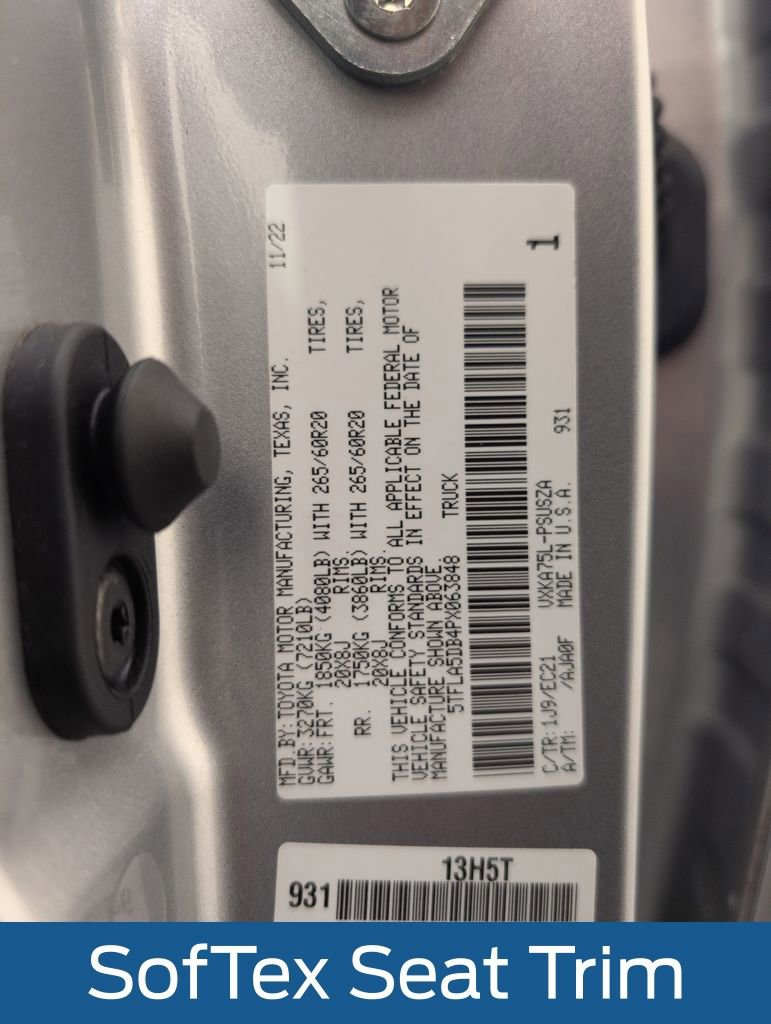 11/22
MFD.BY:TOYOTA MOTOR MANUFACTURING, TEXAS, INC.
GVWR:3270KG (7210LB)
GAWR:FRT. 1850KG (4080LB) WITH 265/60R20 TIRES,
20X8J RIMS.
RR. 1750KG (3860LB) WITH 265/60R20 TIRES,
20X8J RIMS.
THIS VEHICLE CONFORMS TO ALL APPLICABLE FEDERAL MOTOR
VEHICLE SAFETY STANDARDS IN EFFECT ON THE DATE OF
MANUFACTURE SHOWN ABOVE.
5TFLA5DB4PX063848 TRUCK
1
C/TR:1J9/EC21 VXKA75L-PSUSZA 931
A/TM: /AJA0F MADE IN U.S.A.
13H5T
931
SofTex Seat Trim